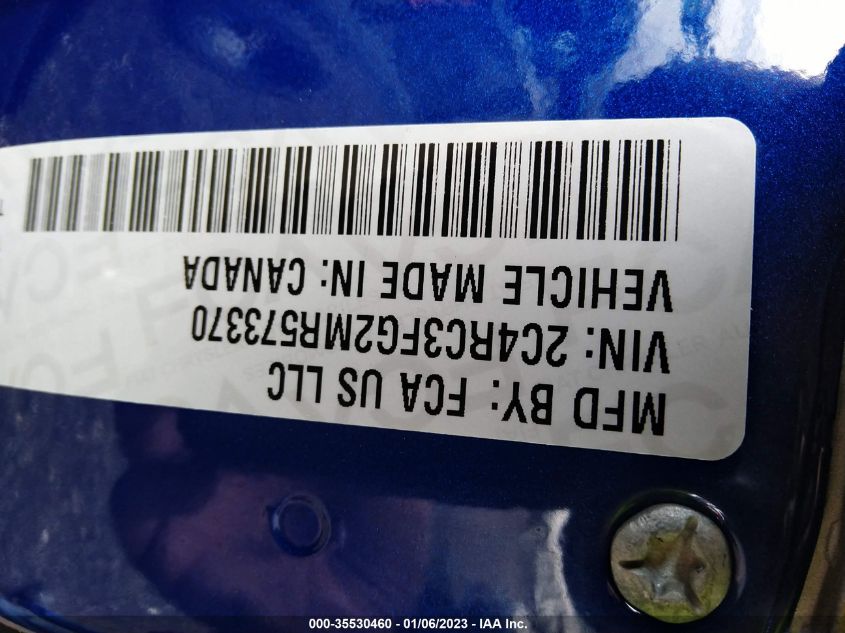 MFD BY: FCA US LLC
VIN: 2C4RC3FG2MR573370
VEHICLE MADE IN: CANADA
000-35530460 - 01/06/2023 - IAA Inc.